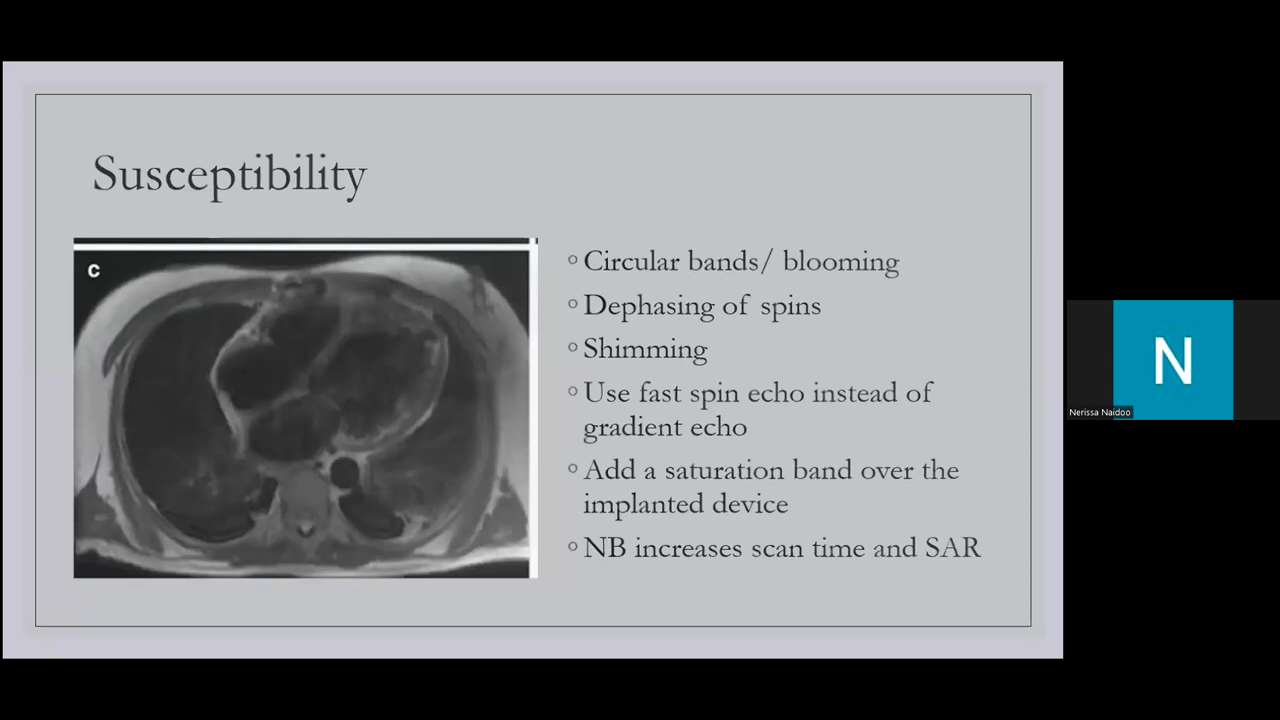 Susceptibility
C
◦ Circular bands/ blooming
◦ Dephasing of spins
◦ Shimming
◦ Use fast spin echo instead of
gradient echo
◦ Add a saturation band over the
implanted device
◦ NB increases scan time and SAR
N
Nerissa Naidoo